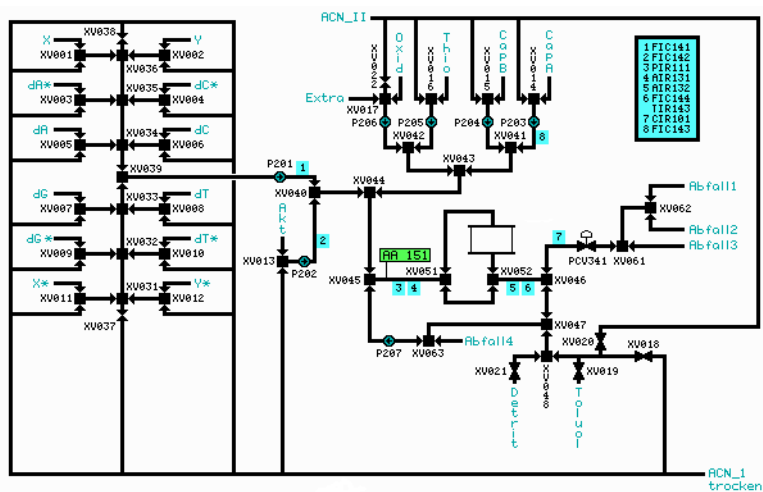 ACN_II
XV038
X
Y
XV001
XV002
XV036
dA*
dC*
XV035
XV003
XV004
dA
dC
XV034
XV005
XV006
XV039
dG
dT
XV033
XV007
XV008
dG*
dT*
XV032
XV009
XV010
X*
Y*
XV031
XV011
XV012
XV037
XV022
Oxid
XV016
Thio
XV015
CapB
XV014
CapA
Extra
XV017
P206
P205
P204
P203
XV042
XV041
8
XV043
P201
1
XV040
XV044
Akt
2
XV013
P202
AA 151
XV045
XV051
3 4
XV052
5 6
XV046
7
PCV341
XV061
XV062
Abfall1
Abfall2
Abfall3
XV047
P207
XV063
Abfall4
XV020
XV018
XV021
XV048
XV019
Detrit
Toluol
1 FIC141
2 FIC142
3 PIR111
4 AIR131
5 AIR132
6 FIC144
TIR143
7 CIR101
8 FIC143
ACN_1
trocken